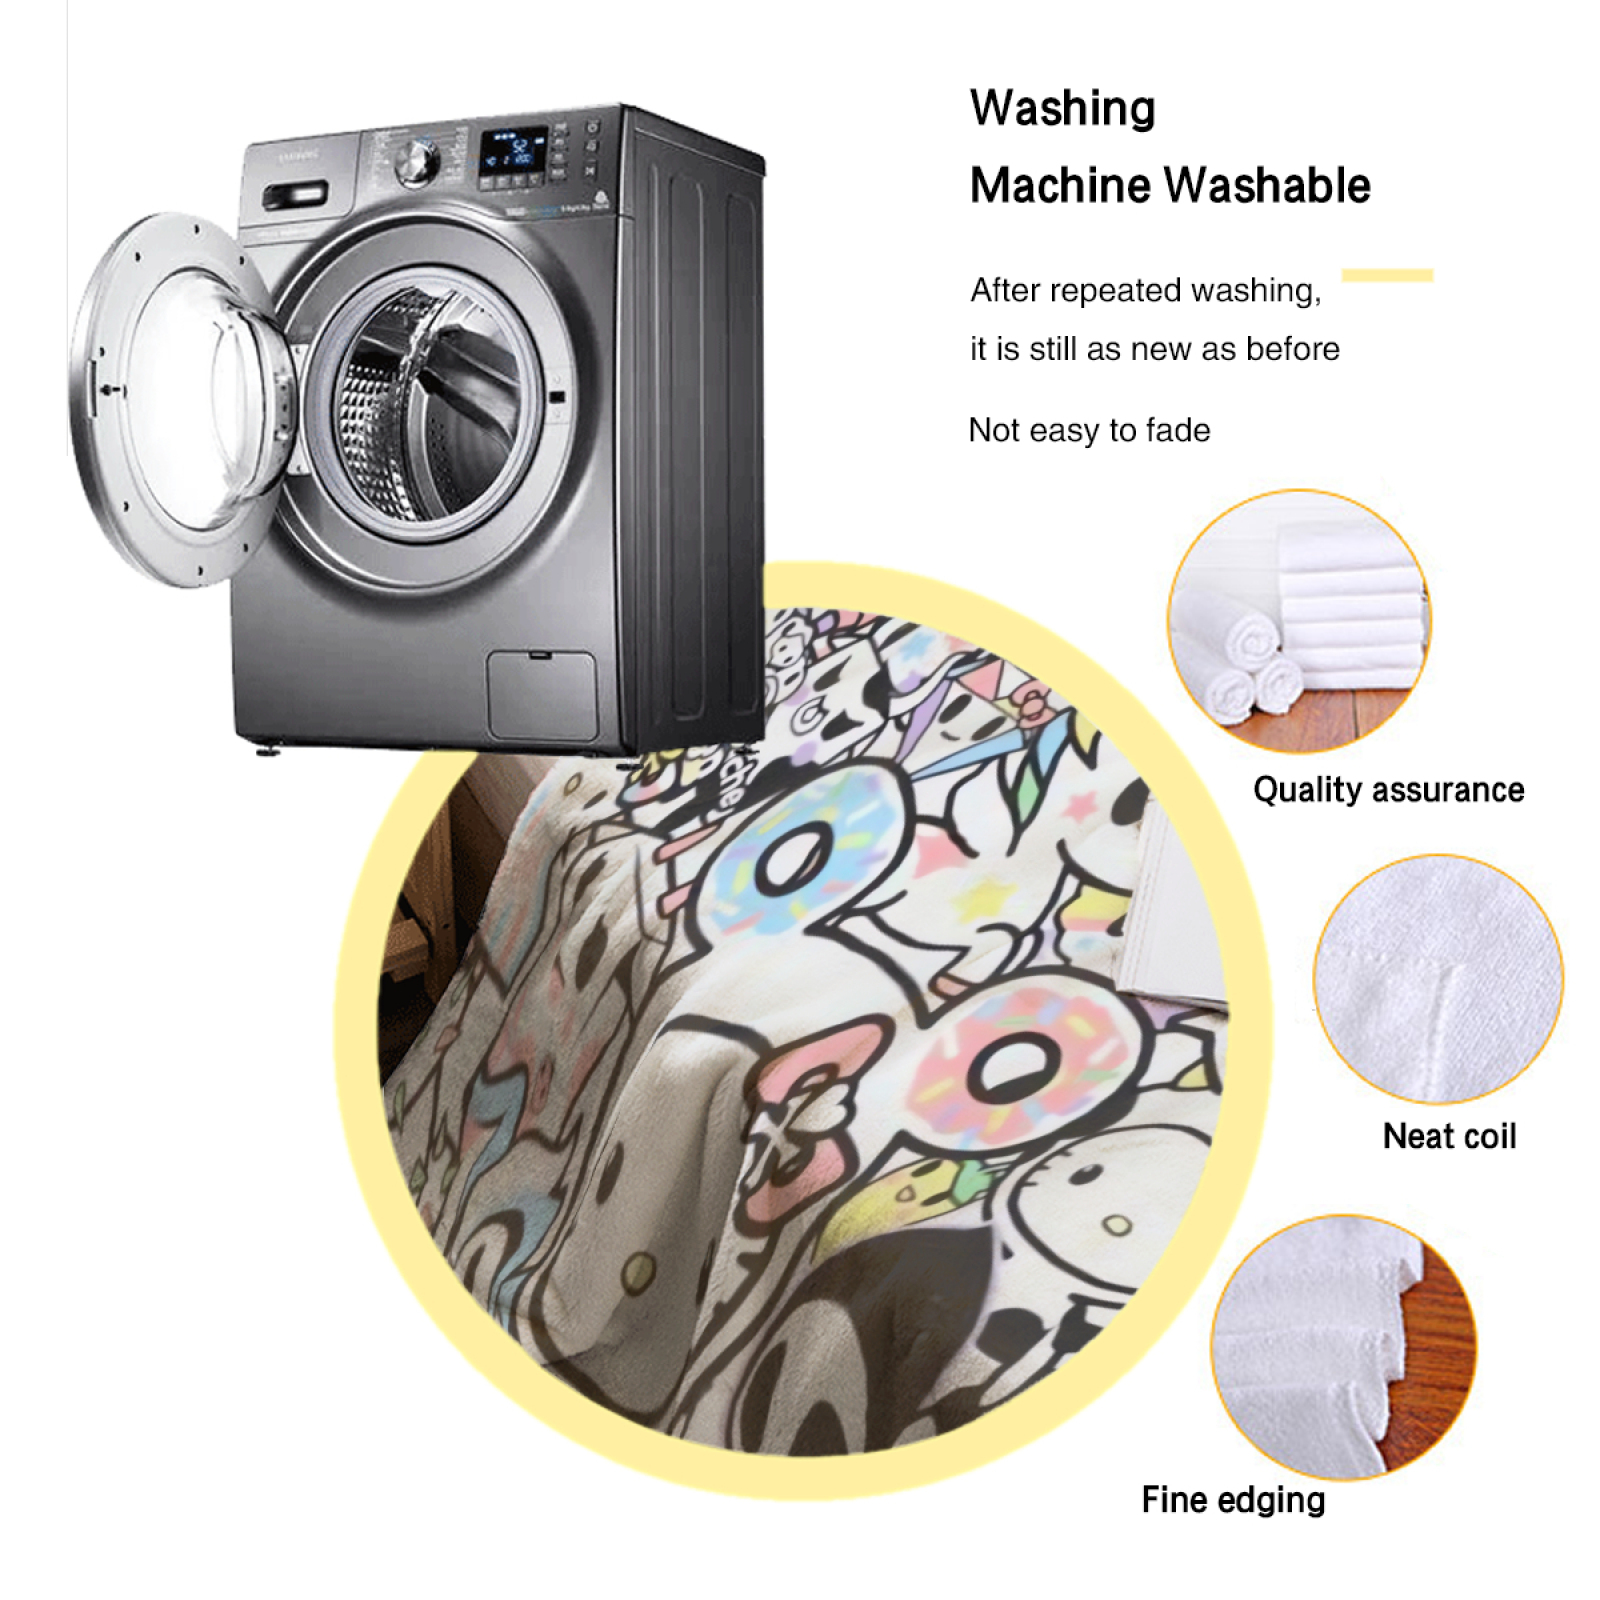 Washing
Machine Washable
After repeated washing,
it is still as new as before
Not easy to fade
Quality assurance
Neat coil
Fine edging